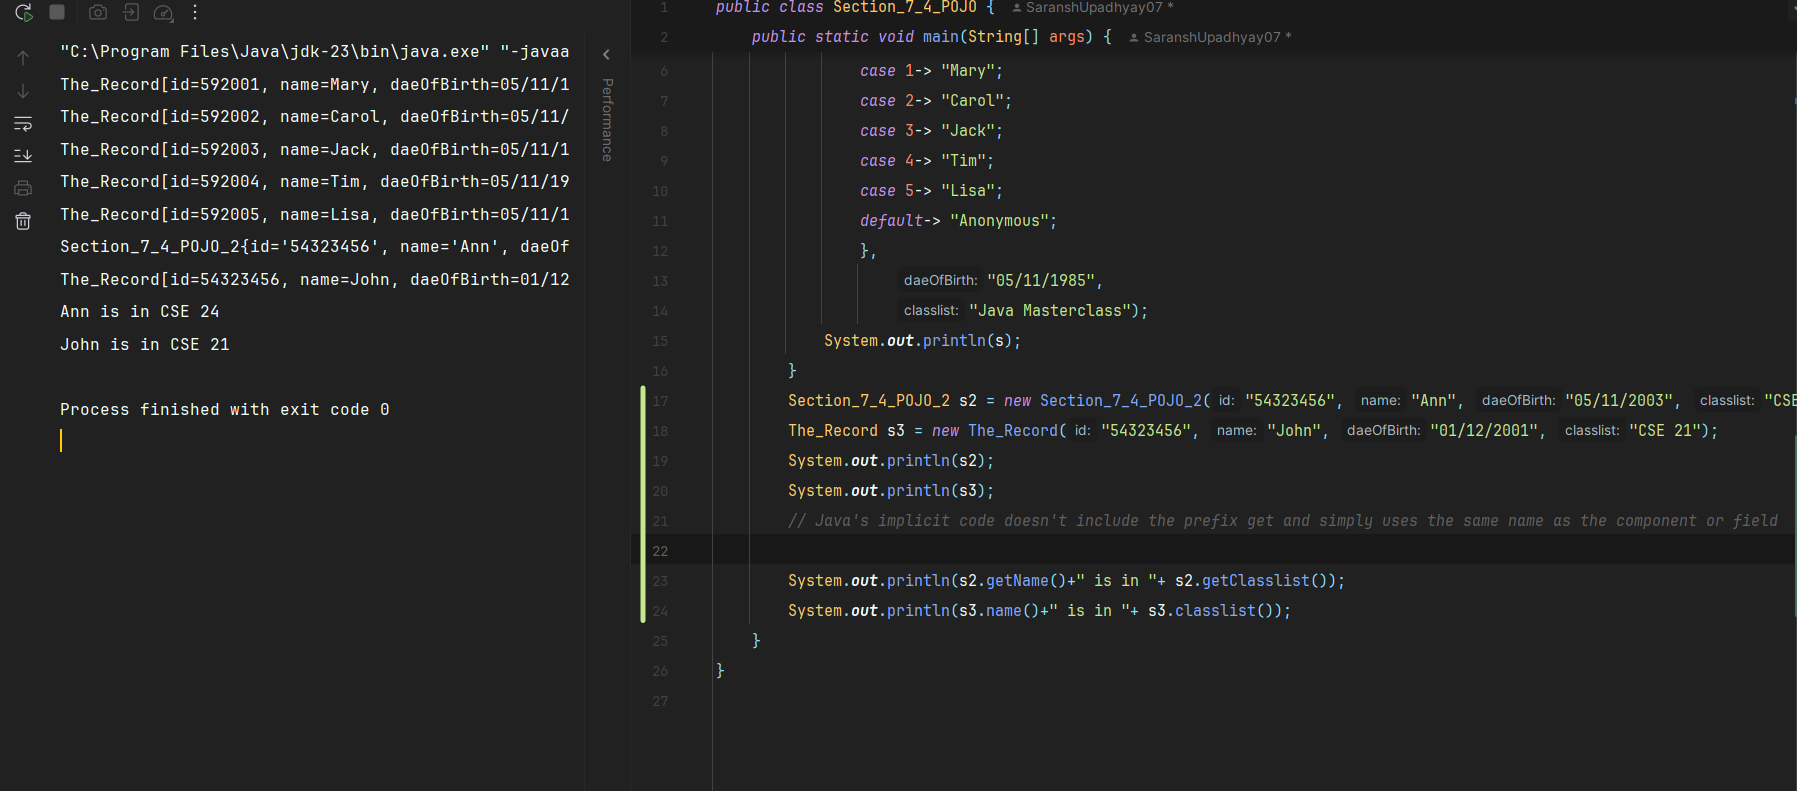 "C:\Program Files\Java\jdk-23\bin\java.exe" "-javaa
The_Record[id=592001, name=Mary, daeOfBirth=05/11/1
The_Record[id=592002, name=Carol, daeOfBirth=05/11/
The_Record[id=592003, name=Jack, daeOfBirth=05/11/1
The_Record[id=592004, name=Tim, daeOfBirth=05/11/19
The_Record[id=592005, name=Lisa, daeOfBirth=05/11/1
Section_7_4_POJO_2{id='54323456', name='Ann', daeOf
The_Record[id=54323456, name=John, daeOfBirth=01/12
Ann is in CSE 24
John is in CSE 21
Process finished with exit code 0
Performance
1 public class Section_7_4_POJO { SaranshUpadhyay07 *
2 public static void main(String[] args) { SaranshUpadhyay07 *
6 case 1-> "Mary";
7 case 2-> "Carol";
8 case 3-> "Jack";
9 case 4-> "Tim";
10 case 5-> "Lisa";
11 default-> "Anonymous";
12 },
13 daeOfBirth: "05/11/1985",
14 classlist: "Java Masterclass");
15 System.out.println(s);
16 }
17 Section_7_4_POJO_2 s2 = new Section_7_4_POJO_2( id: "54323456", name: "Ann", daeOfBirth: "05/11/2003", classlist: "CSE
18 The_Record s3 = new The_Record( id: "54323456", name: "John", daeOfBirth: "01/12/2001", classlist: "CSE 21");
19 System.out.println(s2);
20 System.out.println(s3);
21 // Java's implicit code doesn't include the prefix get and simply uses the same name as the component or field
22
23 System.out.println(s2.getName()+" is in "+ s2.getClasslist());
24 System.out.println(s3.name()+" is in "+ s3.classlist());
25 }
26 }
27